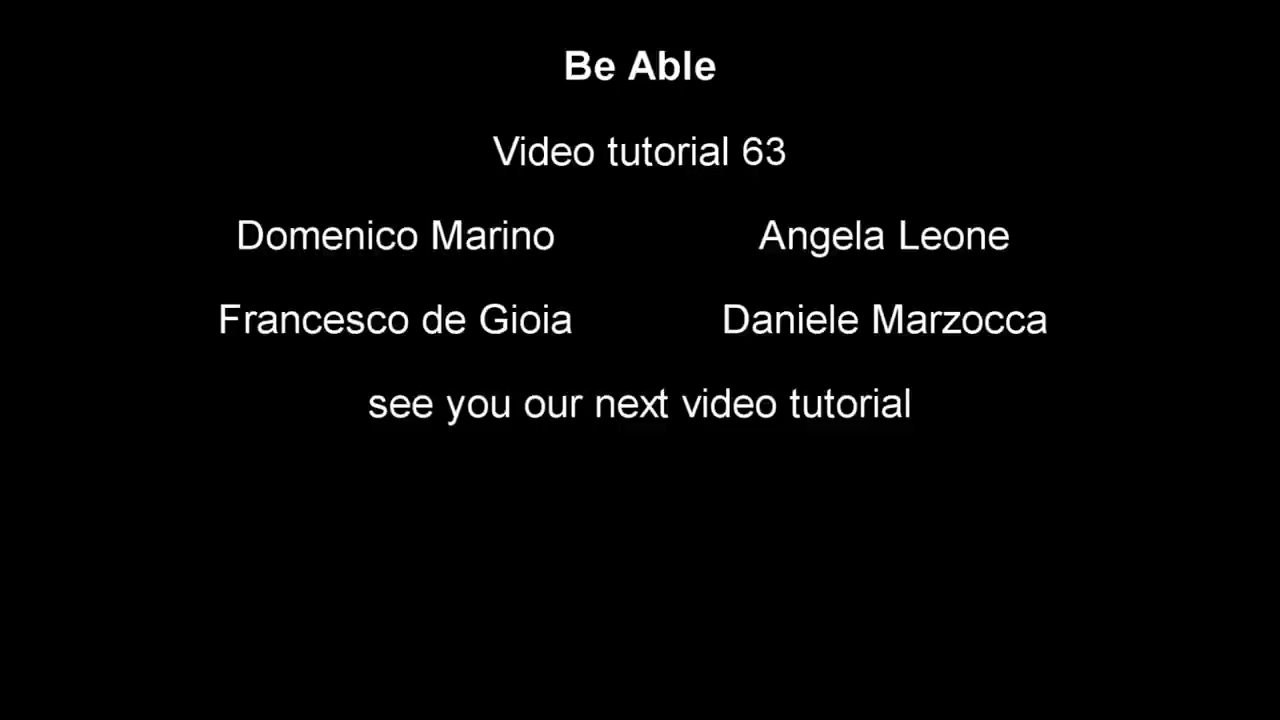 Be Able
Video tutorial 63
Domenico Marino Angela Leone
Francesco de Gioia Daniele Marzocca
see you our next video tutorial